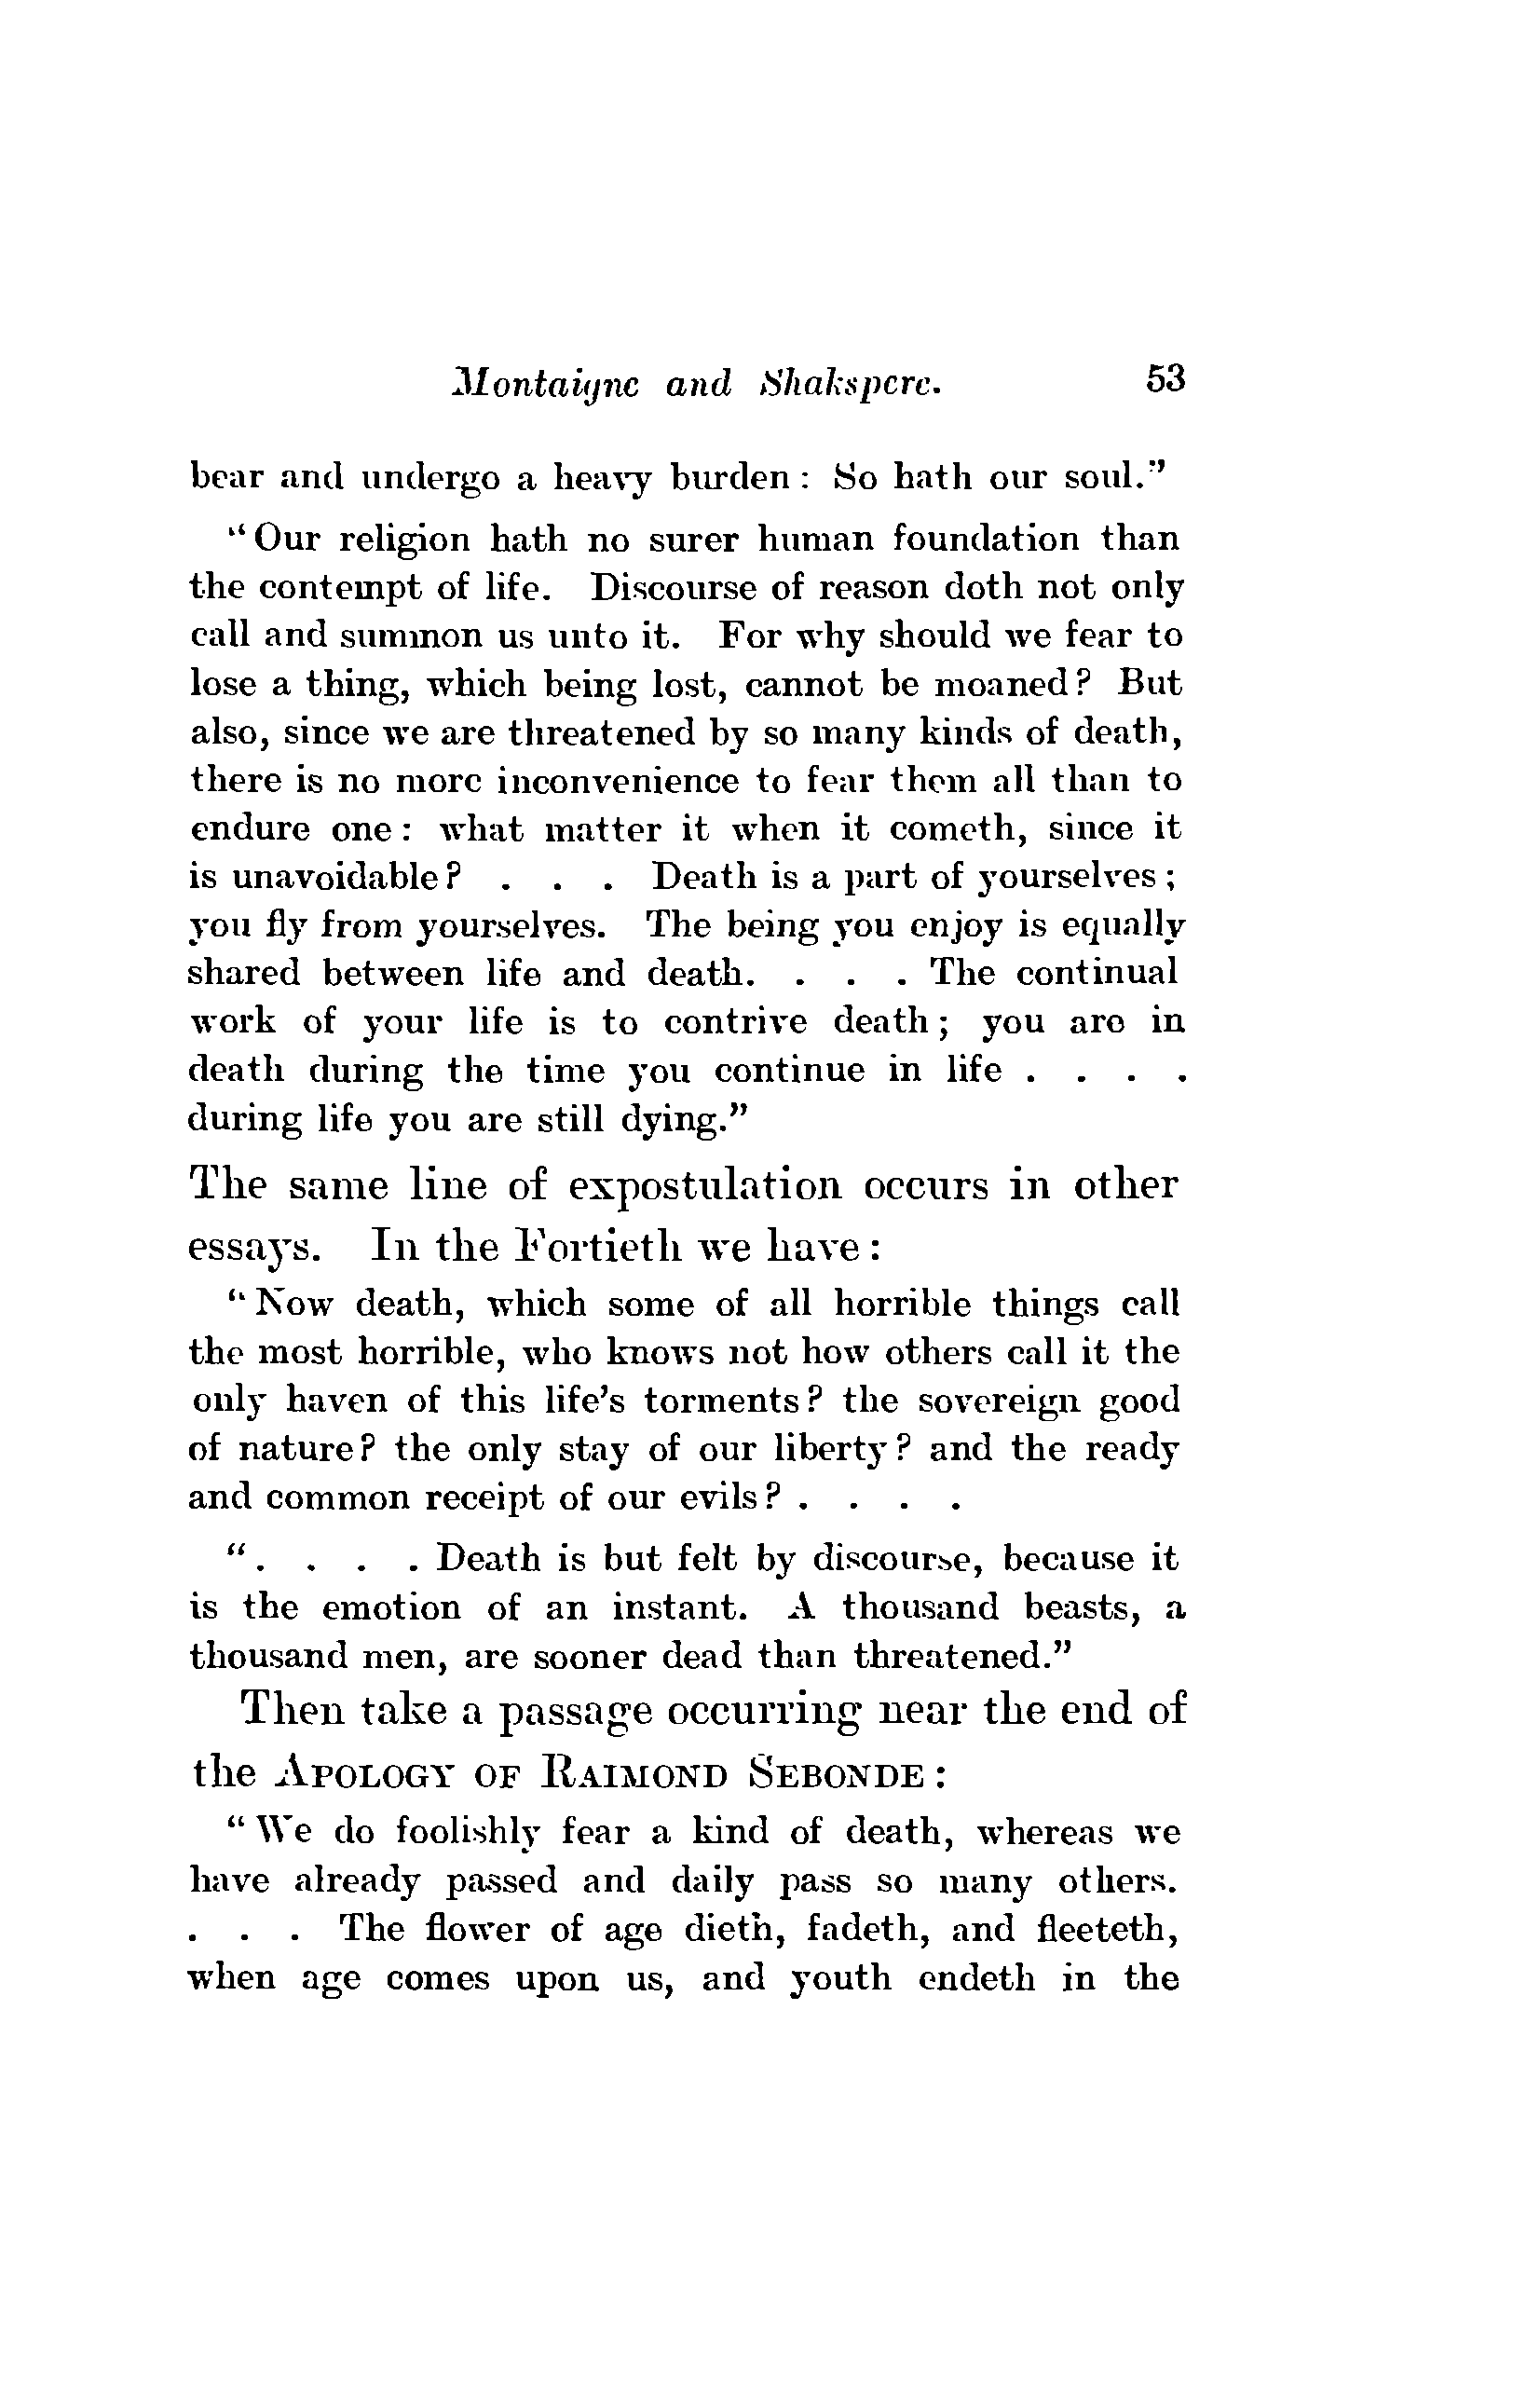 Montaigne and Shakspere. 53
bear and undergo a heavy burden : So hath our soul."
"Our religion hath no surer human foundation than
the contempt of life. Discourse of reason doth not only
call and summon us unto it. For why should we fear to
lose a thing, which being lost, cannot be moaned? But
also, since we are threatened by so many kinds of death,
there is no more inconvenience to fear them all than to
endure one: what matter it when it cometh, since it
is unavoidable? . . . Death is a part of yourselves;
you fly from yourselves. The being you enjoy is equally
shared between life and death. . . . The continual
work of your life is to contrive death; you are in
death during the time you continue in life . . . .
during life you are still dying."
The same line of expostulation occurs in other
essays. In the Fortieth we have :
"Now death, which some of all horrible things call
the most horrible, who knows not how others call it the
only haven of this life's torments? the sovereign good
of nature? the only stay of our liberty? and the ready
and common receipt of our evils? . . . .
". . . . Death is but felt by discourse, because it
is the emotion of an instant. A thousand beasts, a
thousand men, are sooner dead than threatened."
Then take a passage occurring near the end of
the APOLOGY OF RAIMOND SEBONDE :
"We do foolishly fear a kind of death, whereas we
have already passed and daily pass so many others.
. . . The flower of age dieth, fadeth, and fleeteth,
when age comes upon us, and youth endeth in the